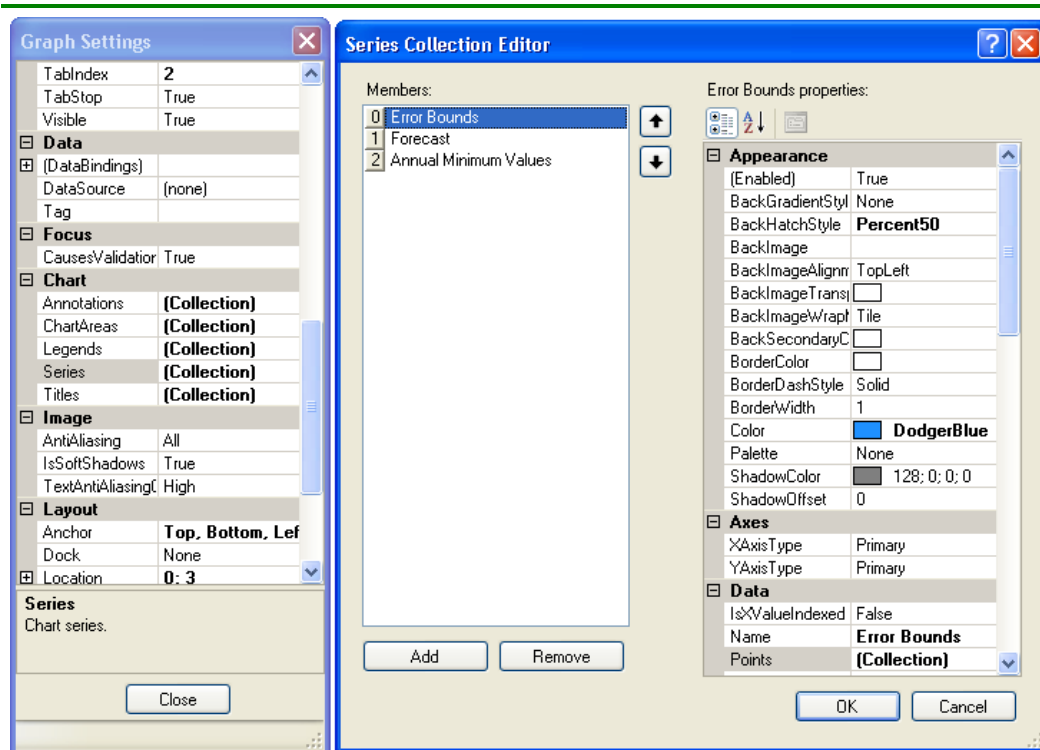 Graph Settings
TabIndex 2
TabStop True
Visible True
Data
(DataBindings)
DataSource (none)
Tag
Focus
CausesValidation True
Chart
Annotations (Collection)
ChartAreas (Collection)
Legends (Collection)
Series (Collection)
Titles (Collection)
Image
AntiAliasing All
IsSoftShadows True
TextAntiAliasingQ High
Layout
Anchor Top, Bottom, Lef
Dock None
Location 0; 3
Series
Chart series.
Close
Series Collection Editor
Members:
0 Error Bounds
1 Forecast
2 Annual Minimum Values
Add Remove
Error Bounds properties:
Appearance
(Enabled) True
BackGradientStyl None
BackHatchStyle Percent50
BackImage
BackImageAlignm TopLeft
BackImageTransp
BackImageWrapM Tile
BackSecondaryC
BorderColor
BorderDashStyle Solid
BorderWidth 1
Color DodgerBlue
Palette None
ShadowColor 128; 0; 0; 0
ShadowOffset 0
Axes
XAxisType Primary
YAxisType Primary
Data
IsXValueIndexed False
Name Error Bounds
Points (Collection)
OK Cancel